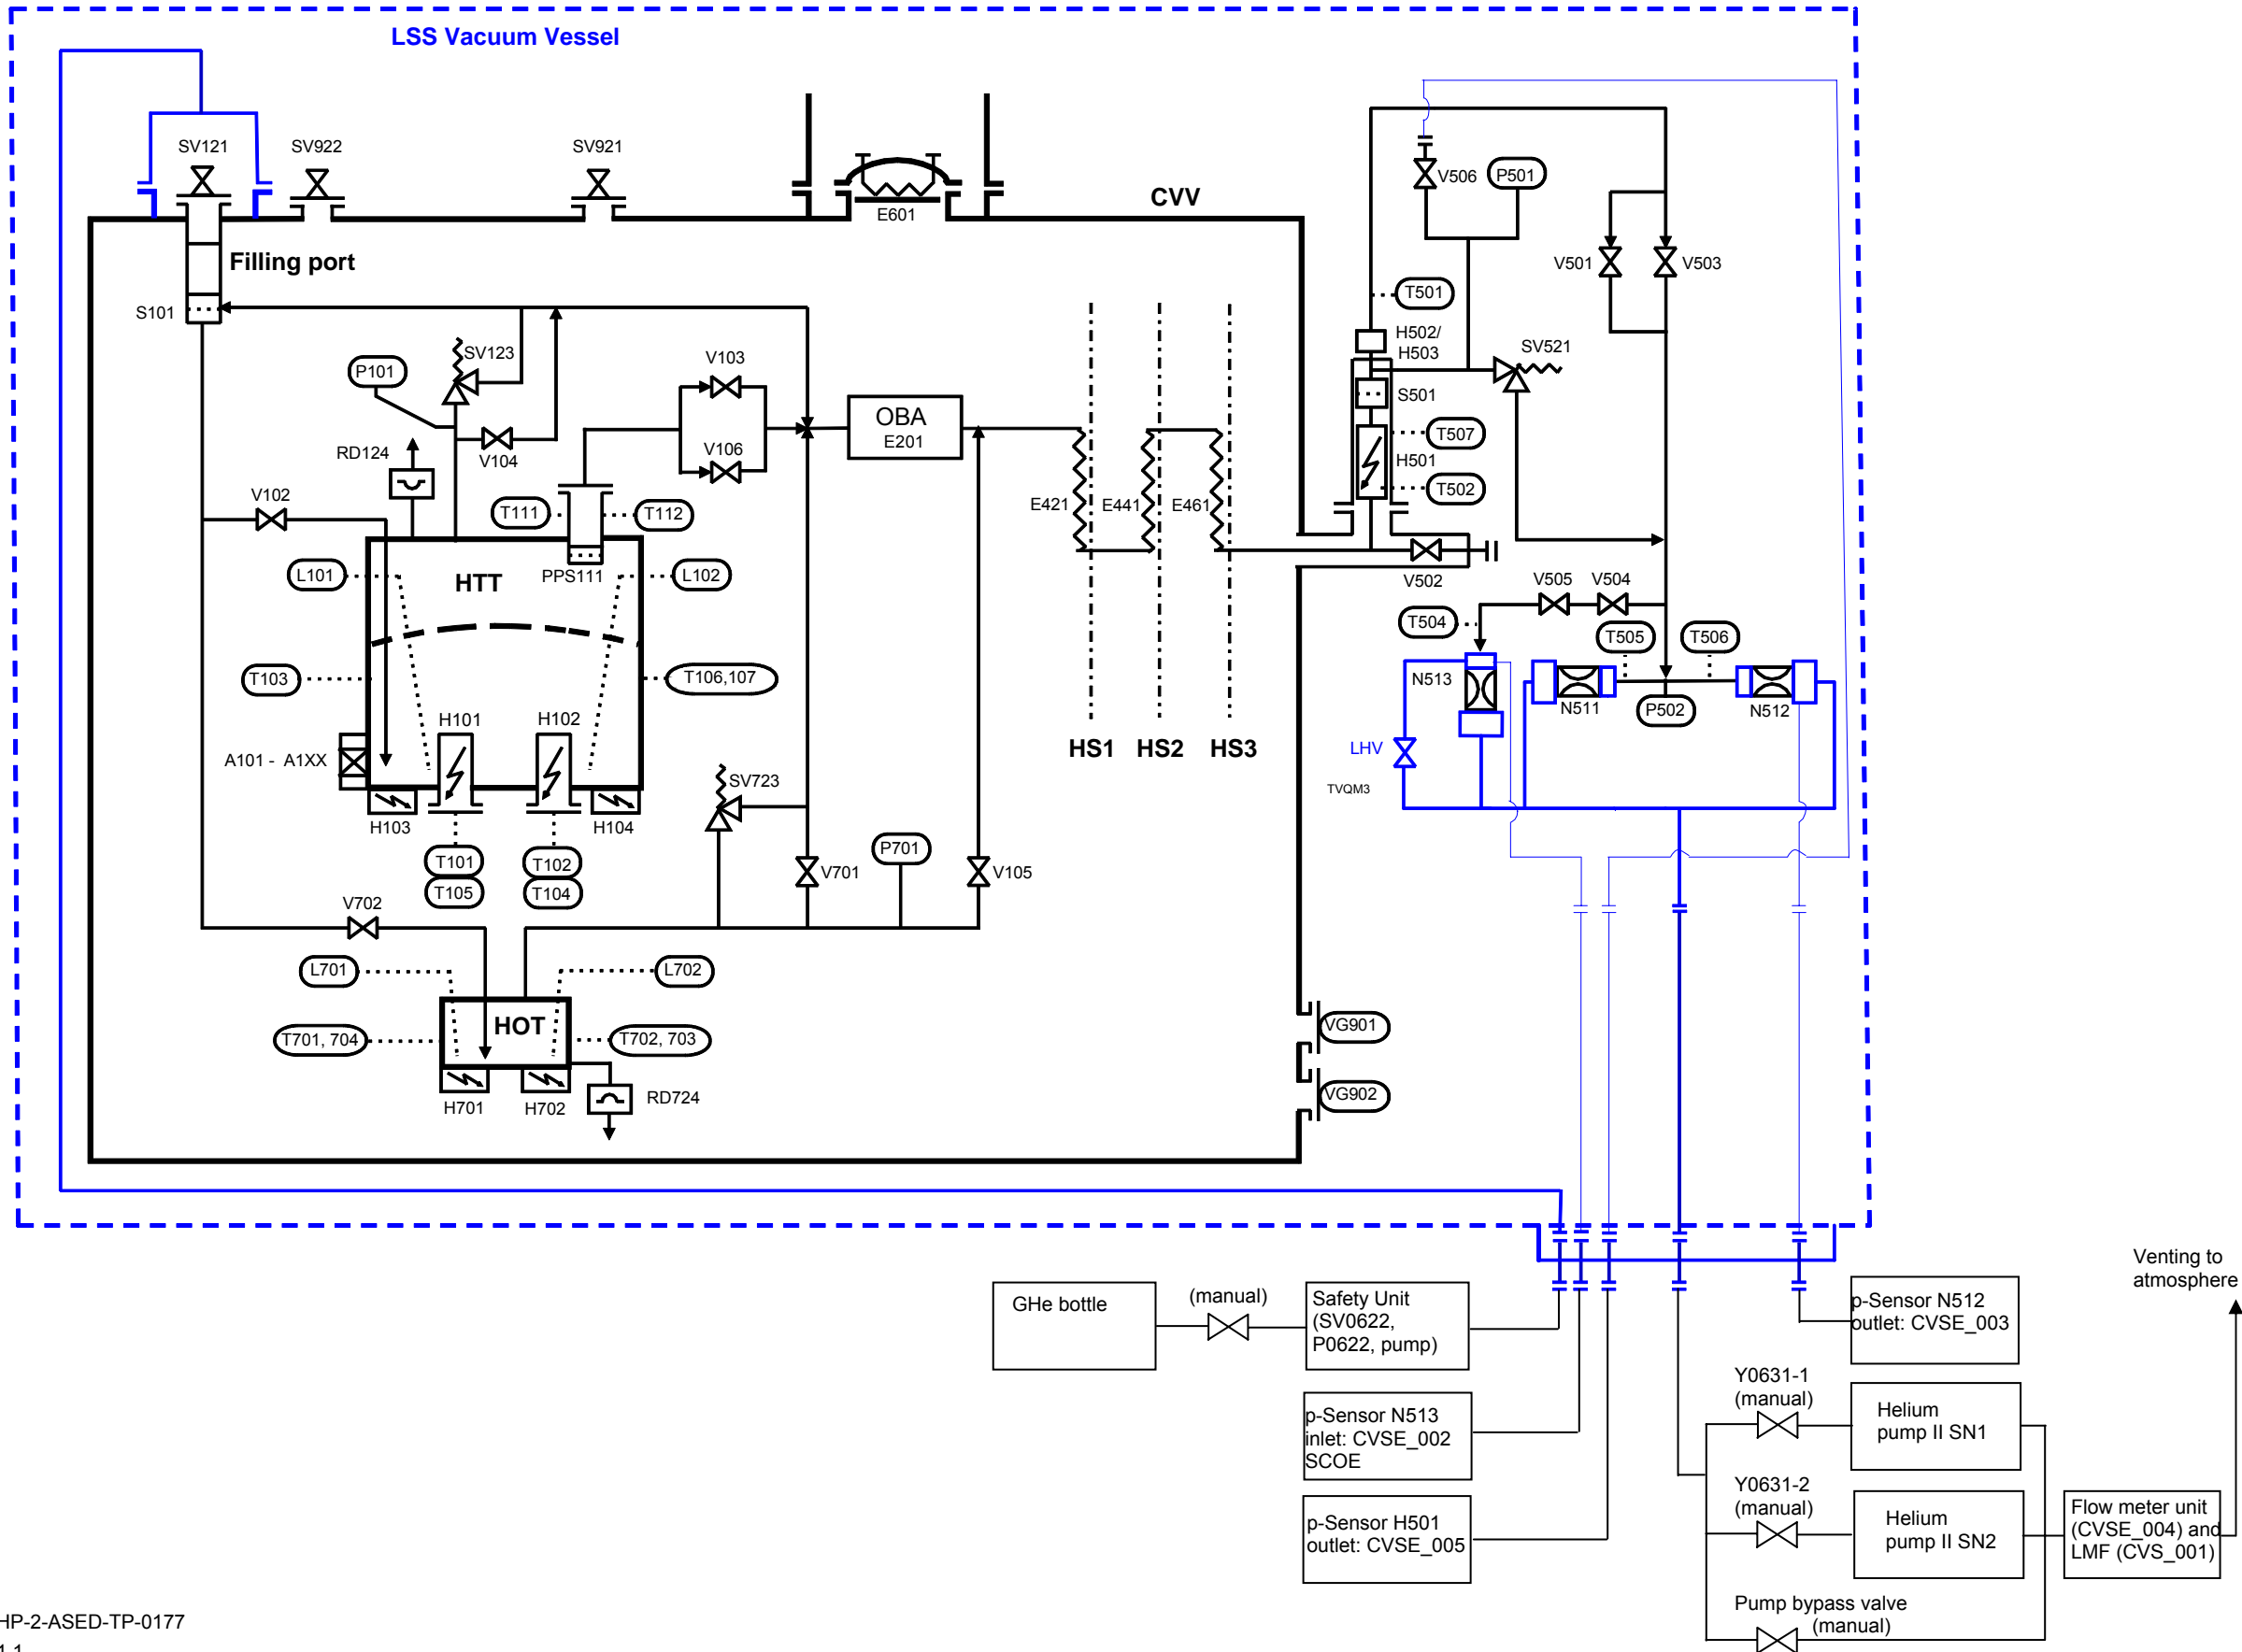 LSS Vacuum Vessel
SV121
SV922
SV921
E601
CVV
V506
P501
V501
V503
Filling port
S101
T501
H502/
H503
SV521
P101
SV123
V103
OBA
E201
S501
RD124
V104
V106
T507
H501
T502
V102
T111
T112
E421
E441
E461
L101
HTT
PPS111
L102
V502
V505
V504
T504
T505
T506
T103
T106,107
N513
N511
P502
N512
H101
H102
HS1
HS2
HS3
LHV
A101 - A1XX
SV723
TVQM3
H103
H104
T101
T105
T102
T104
V701
P701
V105
V702
L701
L702
HOT
T701, 704
T702, 703
VG901
VG902
H701
H702
RD724
Venting to
atmosphere
GHe bottle
(manual)
Safety Unit
(SV0622,
P0622, pump)
p-Sensor N512
outlet: CVSE_003
p-Sensor N513
inlet: CVSE_002
SCOE
Y0631-1
(manual)
Helium
pump II SN1
p-Sensor H501
outlet: CVSE_005
Y0631-2
(manual)
Helium
pump II SN2
Flow meter unit
(CVSE_004) and
LMF (CVS_001)
Pump bypass valve
(manual)
HP-2-ASED-TP-0177